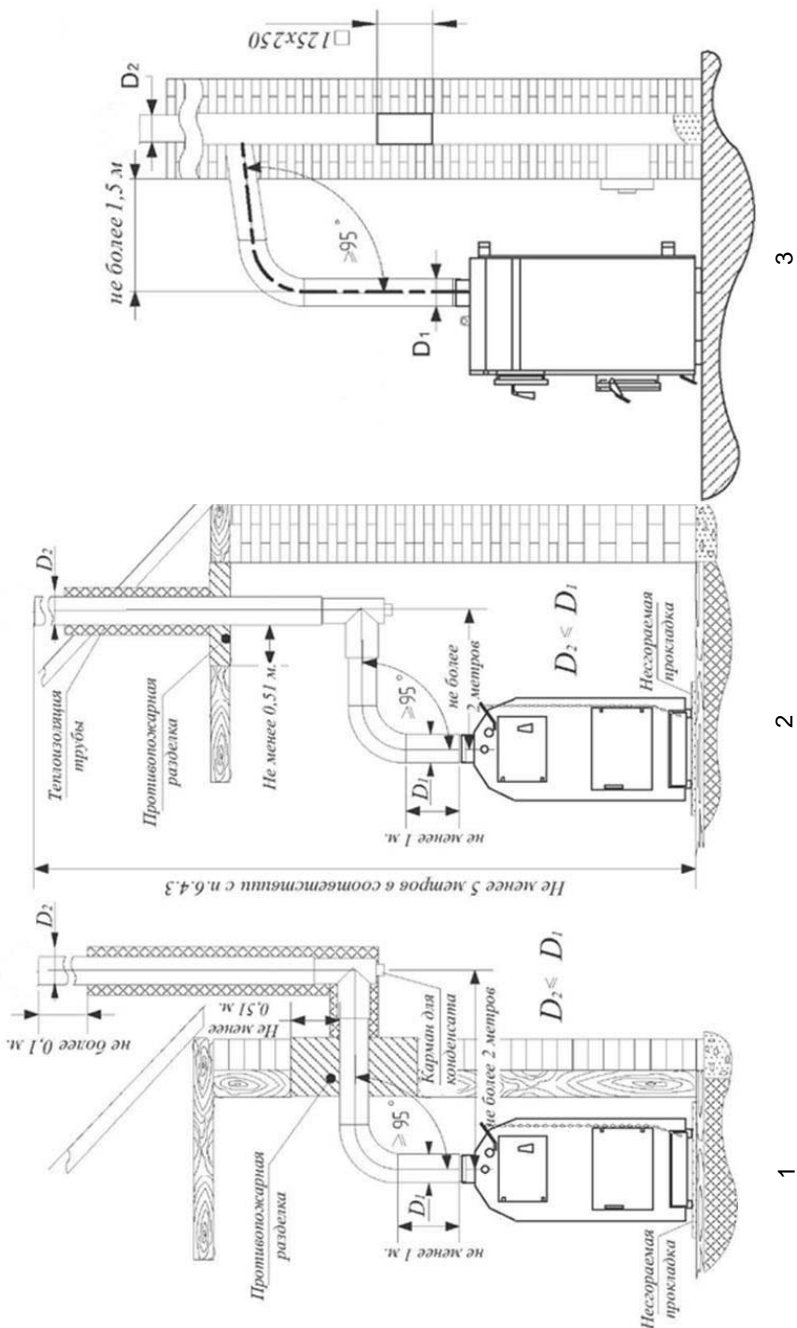 D₂
□125x250
не более 1,5 м
≥95°
D₁
3
D₂
Теплоизоляция
трубы
Противопожарная
разделка
Не менее 0,51 м.
≥95°
не более
2 метров
D₁
не менее 1 м.
D₂ < D₁
Несгораемая
прокладка
Не менее 5 метров в соответствии с п.6.4.3
2
D₂
не более 0,1 м.
Не менее
0,51 м.
Карман для
конденсата
≥95°
не более 2 метров
Противопожарная
разделка
D₁
не менее 1 м.
D₂ ≤ D₁
Несгораемая
прокладка
1